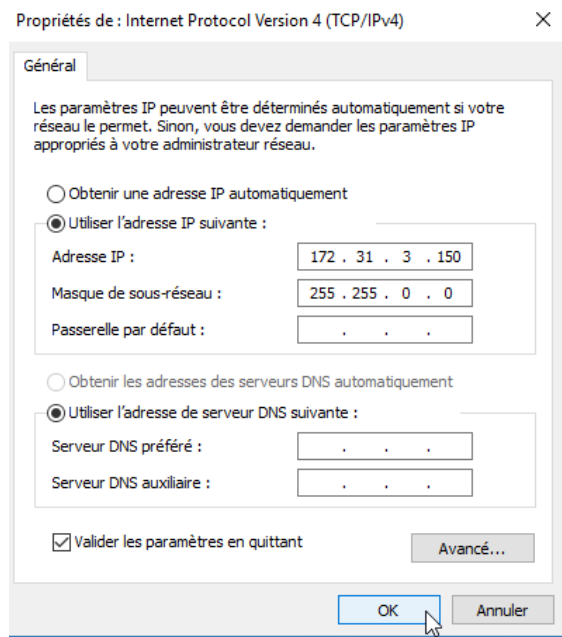 Propriétés de : Internet Protocol Version 4 (TCP/IPv4)
Général
Les paramètres IP peuvent être déterminés automatiquement si votre
réseau le permet. Sinon, vous devez demander les paramètres IP
appropriés à votre administrateur réseau.
Obtenir une adresse IP automatiquement
Utiliser l'adresse IP suivante :
Adresse IP : 172 . 31 . 3 . 150
Masque de sous-réseau : 255 . 255 . 0 . 0
Passerelle par défaut : . . .
Obtenir les adresses des serveurs DNS automatiquement
Utiliser l'adresse de serveur DNS suivante :
Serveur DNS préféré : . . .
Serveur DNS auxiliaire : . . .
Valider les paramètres en quittant
Avancé...
OK Annuler